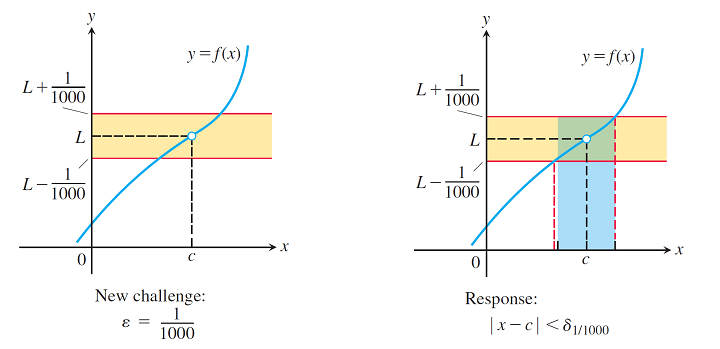 y
y = f(x)
L + 1/1000
L
L − 1/1000
0
c
x
New challenge:
ε = 1/1000
y
y = f(x)
L + 1/1000
L
L − 1/1000
0
c
x
Response:
|x − c| < δ1/1000